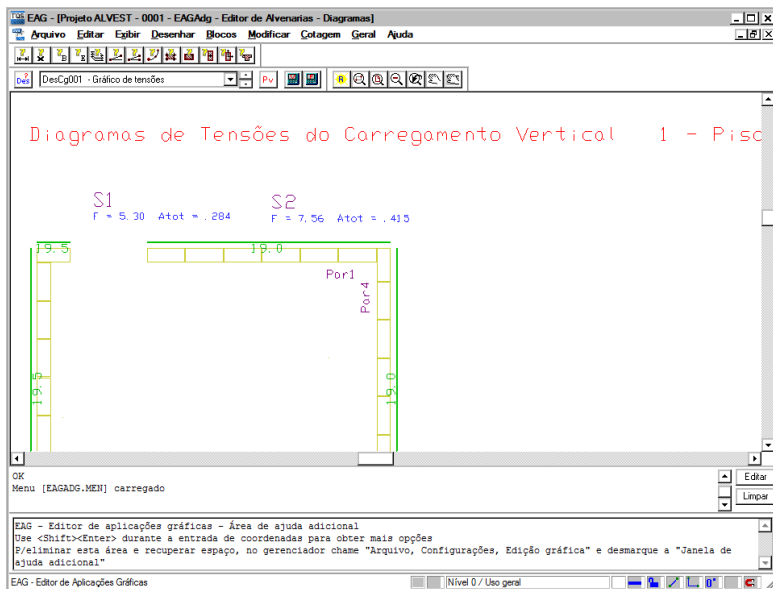 EAG - [Projeto ALVEST - 0001 - EAGAdg - Editor de Alvenarias - Diagramas]
Arquivo Editar Exibir Desenhar Blocos Modificar Cotagem Geral Ajuda
DesCg001 - Gráfico de tensões
Diagramas de Tensões do Carregamento Vertical 1 - Piso
S1
F = 5.30 Atot = .284
S2
F = 7.56 Atot = .415
19.5
19.0
Par1
Par4
19.5
19.0
OK
Menu [EAGADG.MEN] carregado
Editar
Limpar
EAG - Editor de aplicações gráficas - Área de ajuda adicional
Use <Shift><Enter> durante a entrada de coordenadas para obter mais opções
P/eliminar esta área e recuperar espaço, no gerenciador chame "Arquivo, Configurações, Edição gráfica" e desmarque a "Janela de
ajuda adicional"
EAG - Editor de Aplicações Gráficas
Nível 0 / Uso geral